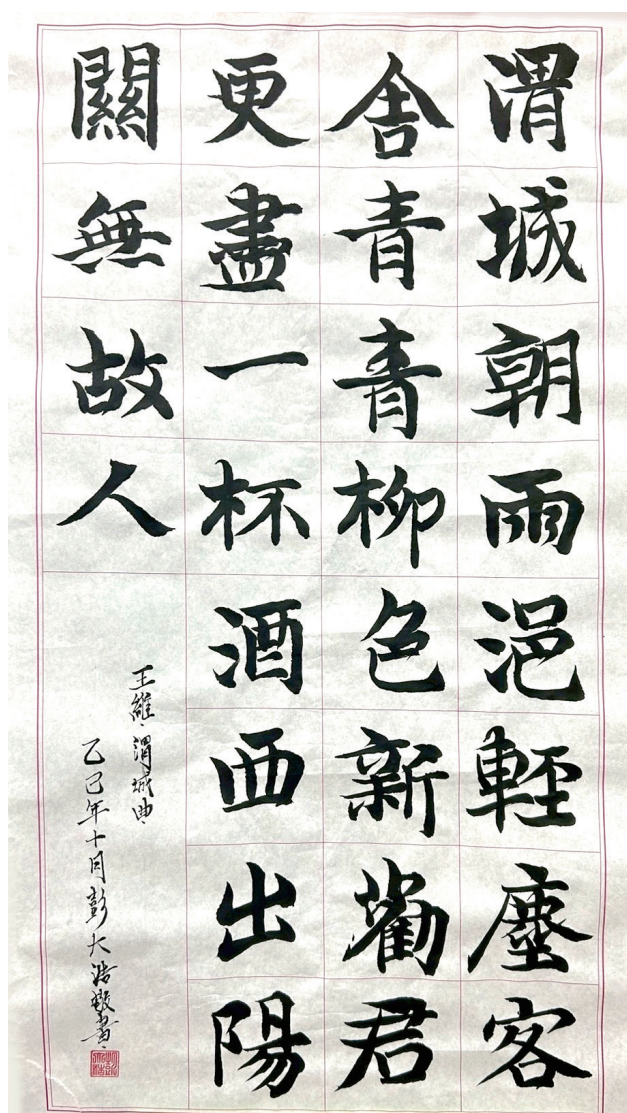 渭城朝雨浥輕塵客
舍青青柳色新勸君
更盡一杯酒西出陽
關無故人
王維渭城曲
乙巳年十月彭大浩敬書